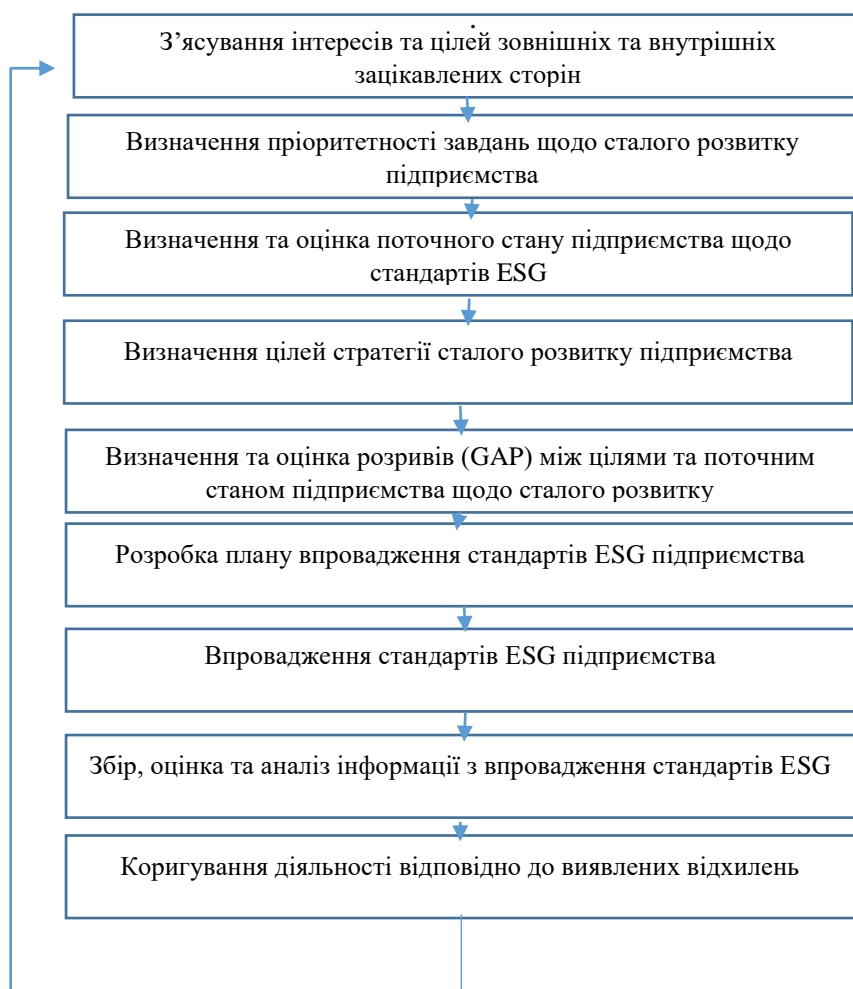 З’ясування інтересів та цілей зовнішніх та внутрішніх
зацікавлених сторін
Визначення пріоритетності завдань щодо сталого розвитку
підприємства
Визначення та оцінка поточного стану підприємства щодо
стандартів ESG
Визначення цілей стратегії сталого розвитку підприємства
Визначення та оцінка розривів (GAP) між цілями та поточним
станом підприємства щодо сталого розвитку
Розробка плану впровадження стандартів ESG підприємства
Впровадження стандартів ESG підприємства
Збір, оцінка та аналіз інформації з впровадження стандартів ESG
Коригування діяльності відповідно до виявлених відхилень